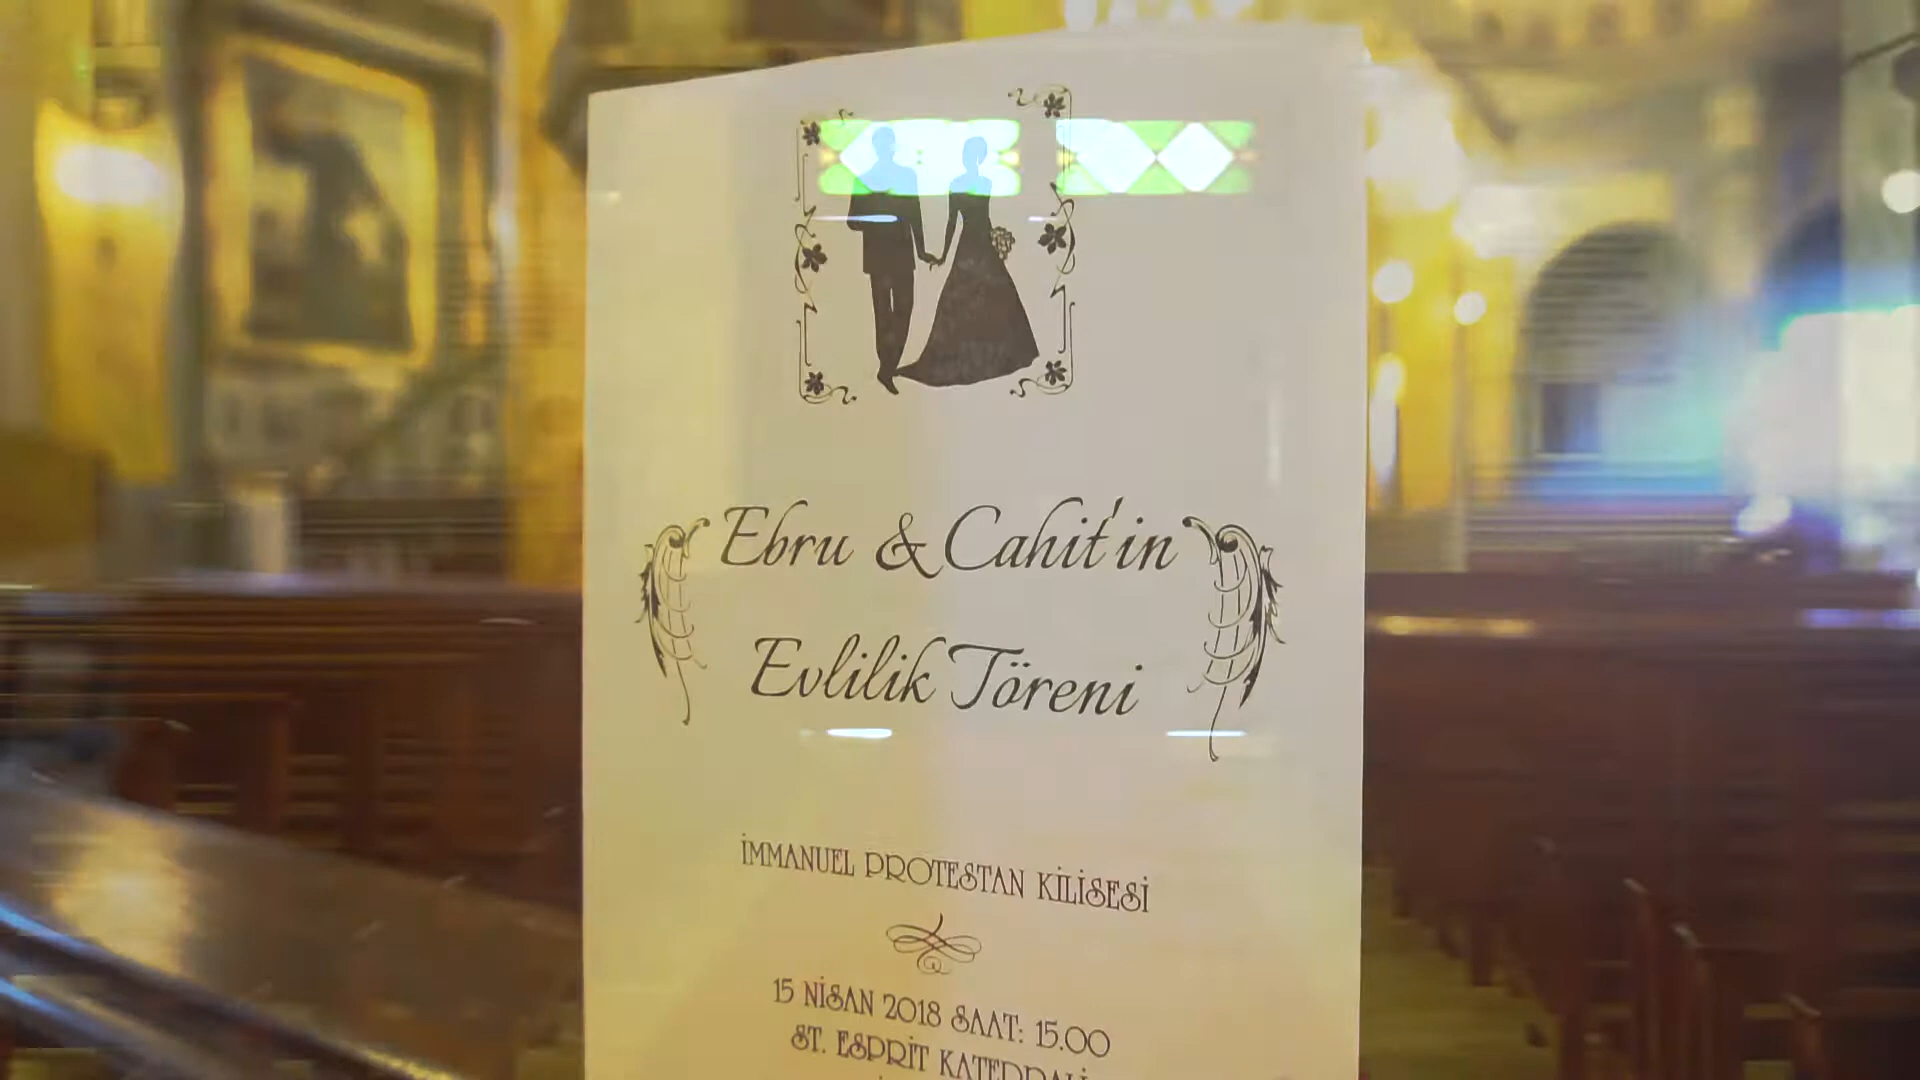 Ebru & Cahit'in
Evlilik Töreni
İMMANUEL PROTESTAN KİLİSESİ
15 NİSAN 2018 SAAT: 15.00
ST. ESPRİT KATEDRALİ